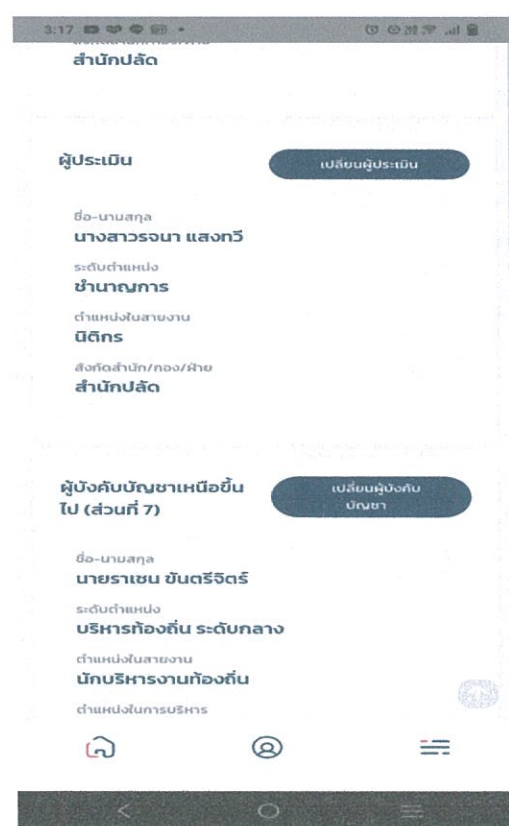 3:17
สำนักปลัด
ผู้ประเมิน
เปลี่ยนผู้ประเมิน
ชื่อ-นามสกุล
นางสาวรจนา แสงทวี
ระดับตำแหน่ง
ชำนาญการ
ตำแหน่งในสายงาน
นิติกร
สังกัดสำนัก/กอง/ฝ่าย
สำนักปลัด
ผู้บังคับบัญชาเหนือขึ้น
ไป (ส่วนที่ 7)
เปลี่ยนผู้บังคับ
บัญชา
ชื่อ-นามสกุล
นายราเชน ขันตรีจิตร์
ระดับตำแหน่ง
บริหารท้องถิ่น ระดับกลาง
ตำแหน่งในสายงาน
นักบริหารงานท้องถิ่น
ตำแหน่งในการบริหาร